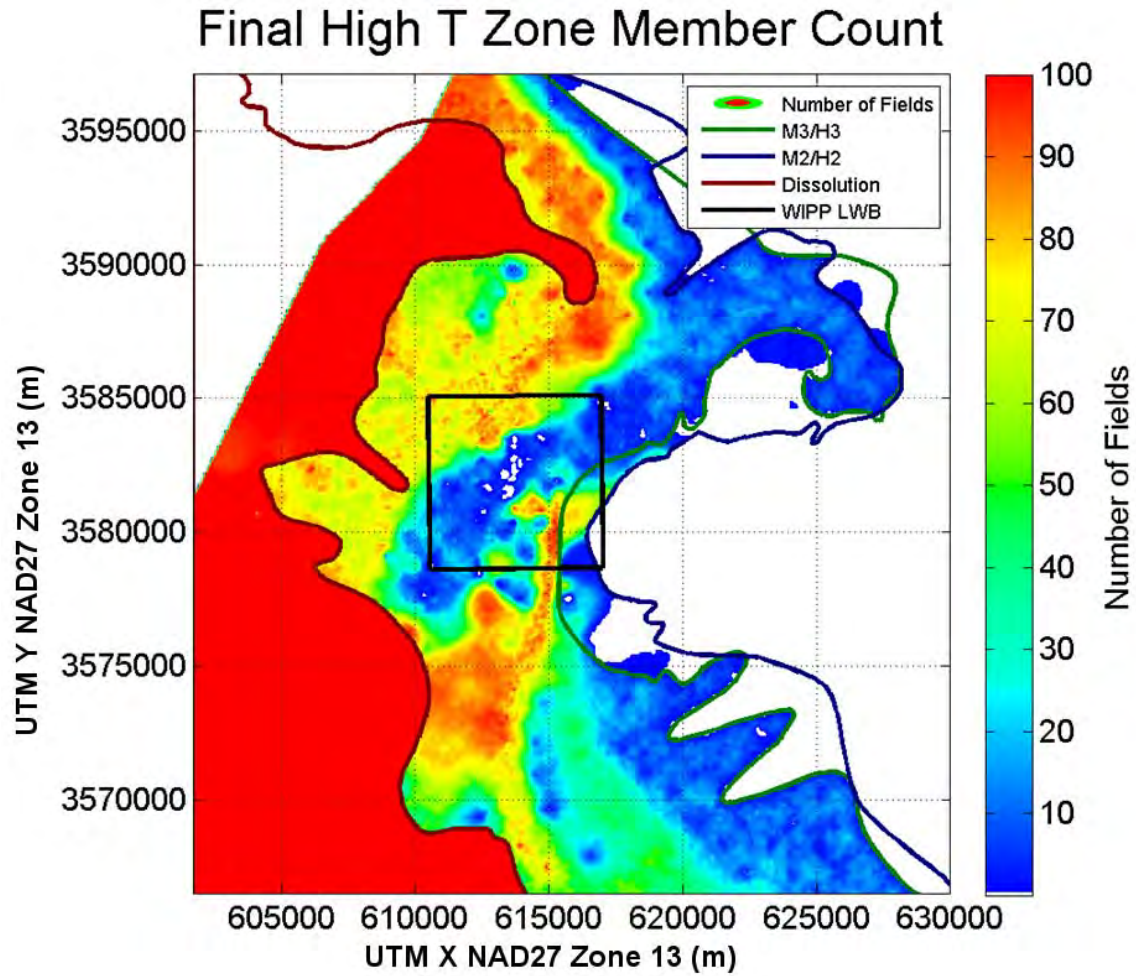 Final High T Zone Member Count
Number of Fields
M3/H3
M2/H2
Dissolution
WIPP LWB
3595000
3590000
3585000
3580000
3575000
3570000
UTM Y NAD27 Zone 13 (m)
605000 610000 615000 620000 625000 630000
UTM X NAD27 Zone 13 (m)
100
90
80
70
60
50
40
30
20
10
Number of Fields